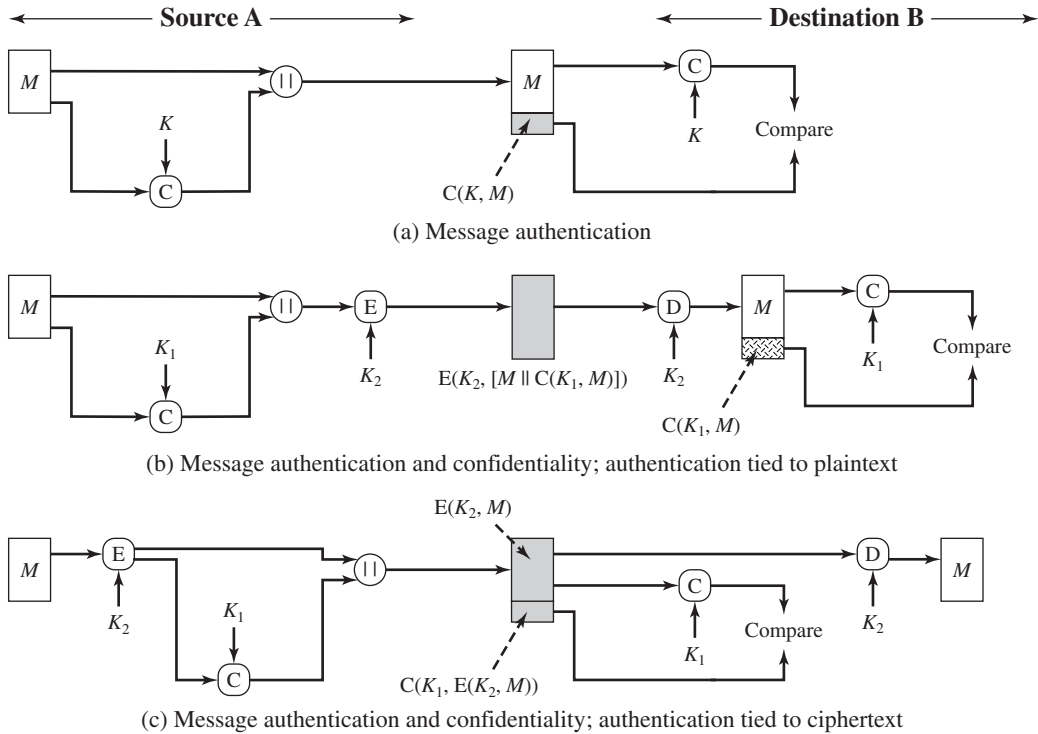 Source A Destination B
M || M C
K K Compare
C C(K, M)
(a) Message authentication
M || E D M C
K₁ K₂ E(K₂, [M || C(K₁, M)]) K₂ K₁ Compare
C C(K₁, M)
(b) Message authentication and confidentiality; authentication tied to plaintext
E(K₂, M)
M E || D M
K₂ K₁ C K₁ Compare K₂
C C(K₁, E(K₂, M))
(c) Message authentication and confidentiality; authentication tied to ciphertext